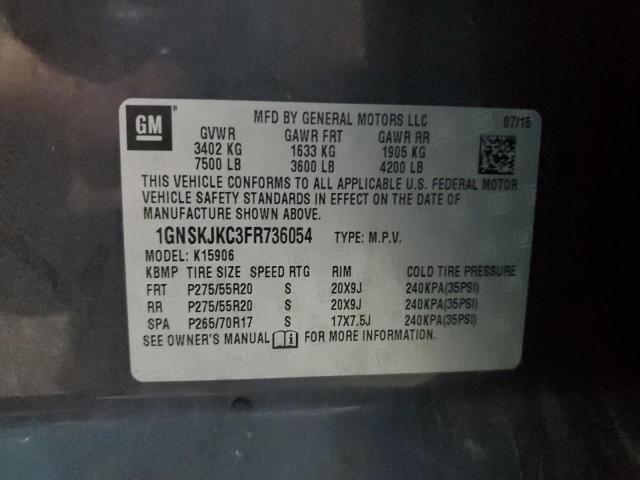 GM ®
MFD BY GENERAL MOTORS LLC 07/15
GVWR GAWR FRT GAWR RR
3402 KG 1633 KG 1905 KG
7500 LB 3600 LB 4200 LB
THIS VEHICLE CONFORMS TO ALL APPLICABLE U.S. FEDERAL MOTOR
VEHICLE SAFETY STANDARDS IN EFFECT ON THE DATE OF
MANUFACTURE SHOWN ABOVE.
1GNSKJKC3FR736054 TYPE: M.P.V.
MODEL: K15906
KBMP TIRE SIZE SPEED RTG RIM COLD TIRE PRESSURE
FRT P275/55R20 S 20X9J 240KPA(35PSI)
RR P275/55R20 S 20X9J 240KPA(35PSI)
SPA P265/70R17 S 17X7.5J 240KPA(35PSI)
SEE OWNER'S MANUAL FOR MORE INFORMATION